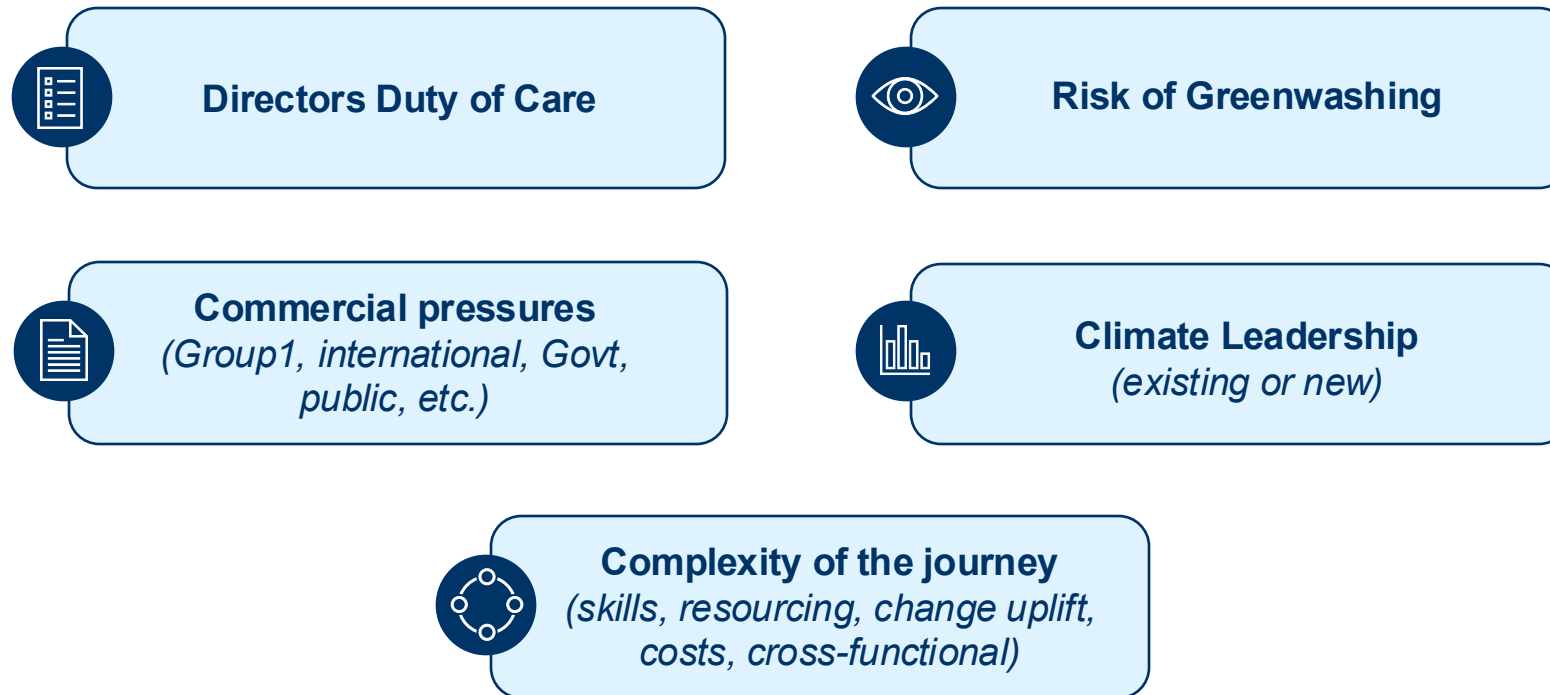 Directors Duty of Care
Risk of Greenwashing
Commercial pressures
(Group1, international, Govt,
public, etc.)
Climate Leadership
(existing or new)
Complexity of the journey
(skills, resourcing, change uplift,
costs, cross-functional)